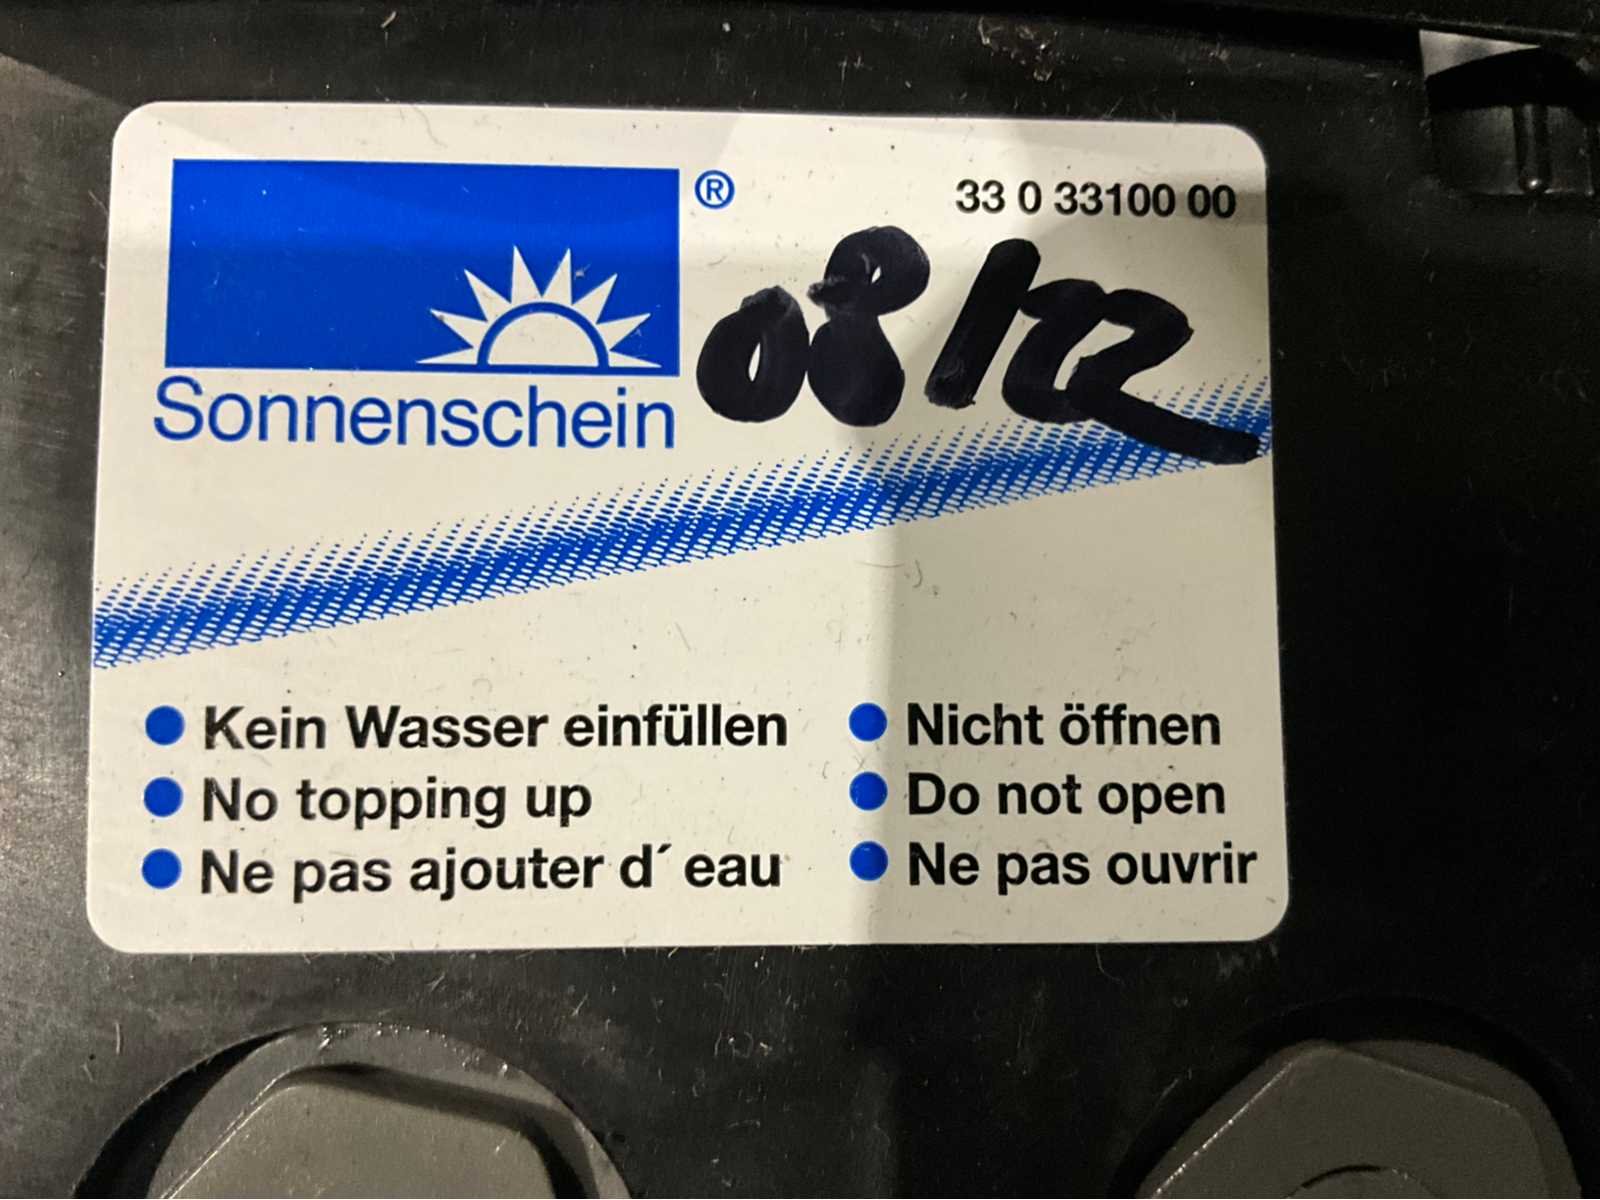 ®
33 0 33100 00
08/02
Sonnenschein
Kein Wasser einfüllen
No topping up
Ne pas ajouter d´ eau
Nicht öffnen
Do not open
Ne pas ouvrir